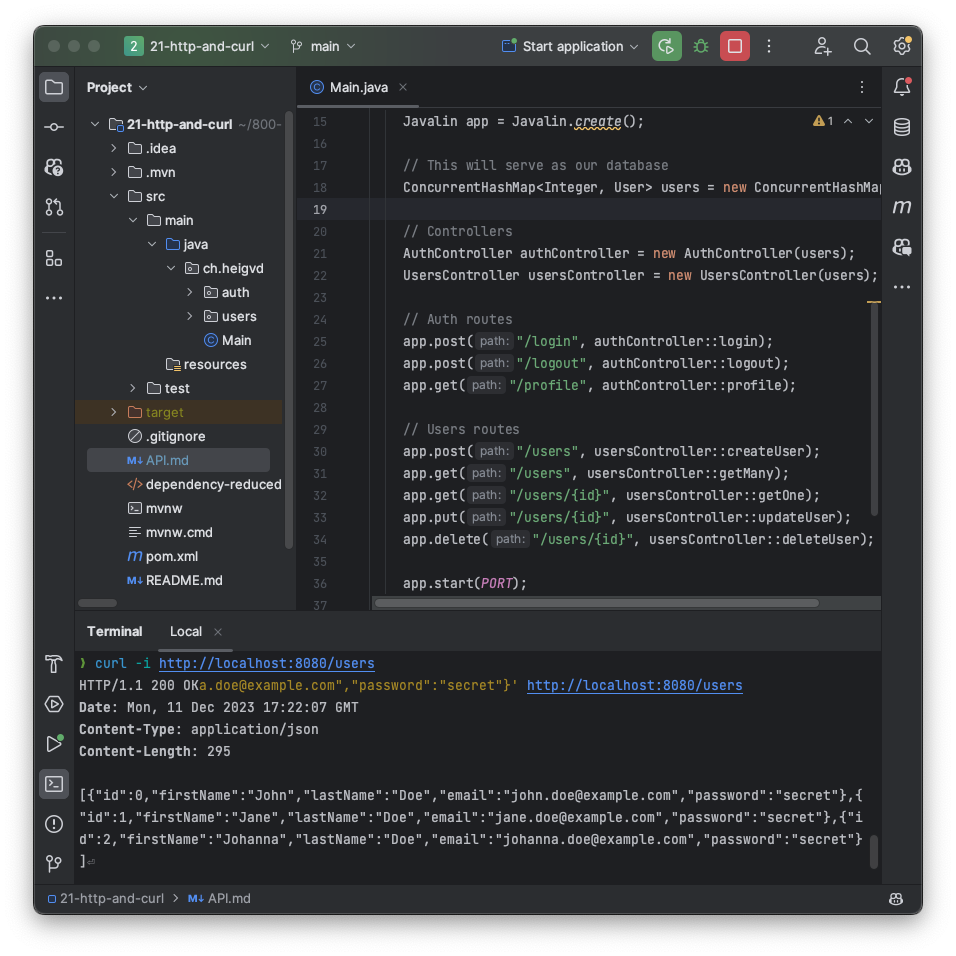 2 21-http-and-curl main Start application
Project
21-http-and-curl ~/800-
.idea
.mvn
src
main
java
ch.heigvd
auth
users
Main
resources
test
target
.gitignore
API.md
dependency-reduced
mvnw
mvnw.cmd
pom.xml
README.md
Main.java
1
15 Javalin app = Javalin.create();
16
17 // This will serve as our database
18 ConcurrentHashMap<Integer, User> users = new ConcurrentHashMap
19
20 // Controllers
21 AuthController authController = new AuthController(users);
22 UsersController usersController = new UsersController(users);
23
24 // Auth routes
25 app.post( path: "/login", authController::login);
26 app.post( path: "/logout", authController::logout);
27 app.get( path: "/profile", authController::profile);
28
29 // Users routes
30 app.post( path: "/users", usersController::createUser);
31 app.get( path: "/users", usersController::getMany);
32 app.get( path: "/users/{id}", usersController::getOne);
33 app.put( path: "/users/{id}", usersController::updateUser);
34 app.delete( path: "/users/{id}", usersController::deleteUser);
35
36 app.start(PORT);
37
Terminal Local
❯ curl -i http://localhost:8080/users
HTTP/1.1 200 OKa.doe@example.com","password":"secret"}' http://localhost:8080/users
Date: Mon, 11 Dec 2023 17:22:07 GMT
Content-Type: application/json
Content-Length: 295
[{"id":0,"firstName":"John","lastName":"Doe","email":"john.doe@example.com","password":"secret"},{
"id":1,"firstName":"Jane","lastName":"Doe","email":"jane.doe@example.com","password":"secret"},{"i
d":2,"firstName":"Johanna","lastName":"Doe","email":"johanna.doe@example.com","password":"secret"}
]⏎
21-http-and-curl > M↓ API.md